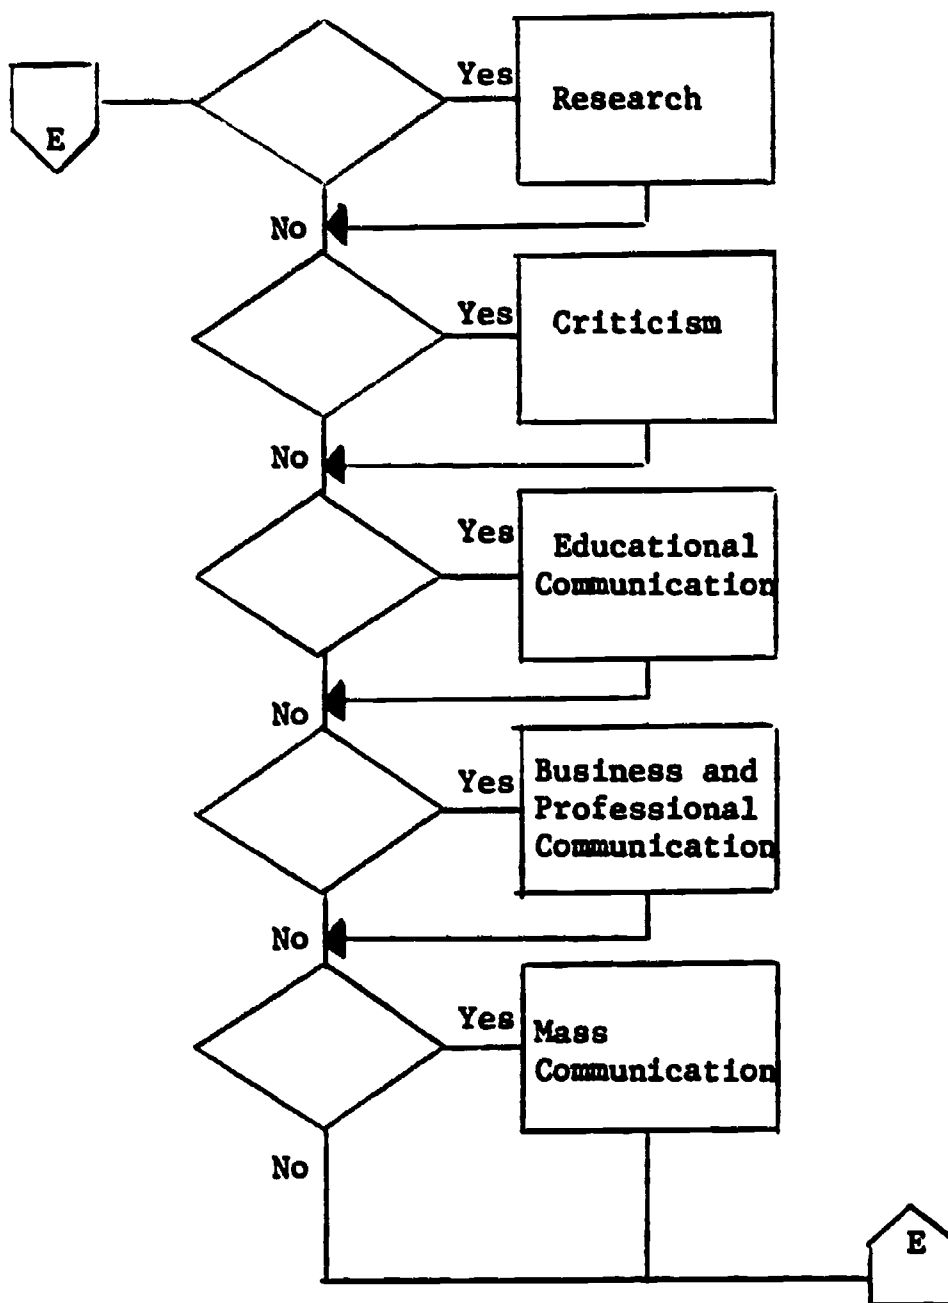 Yes
Research
E
No
Yes
Criticism
No
Yes
Educational
Communication
No
Yes
Business and
Professional
Communication
No
Yes
Mass
Communication
No
E